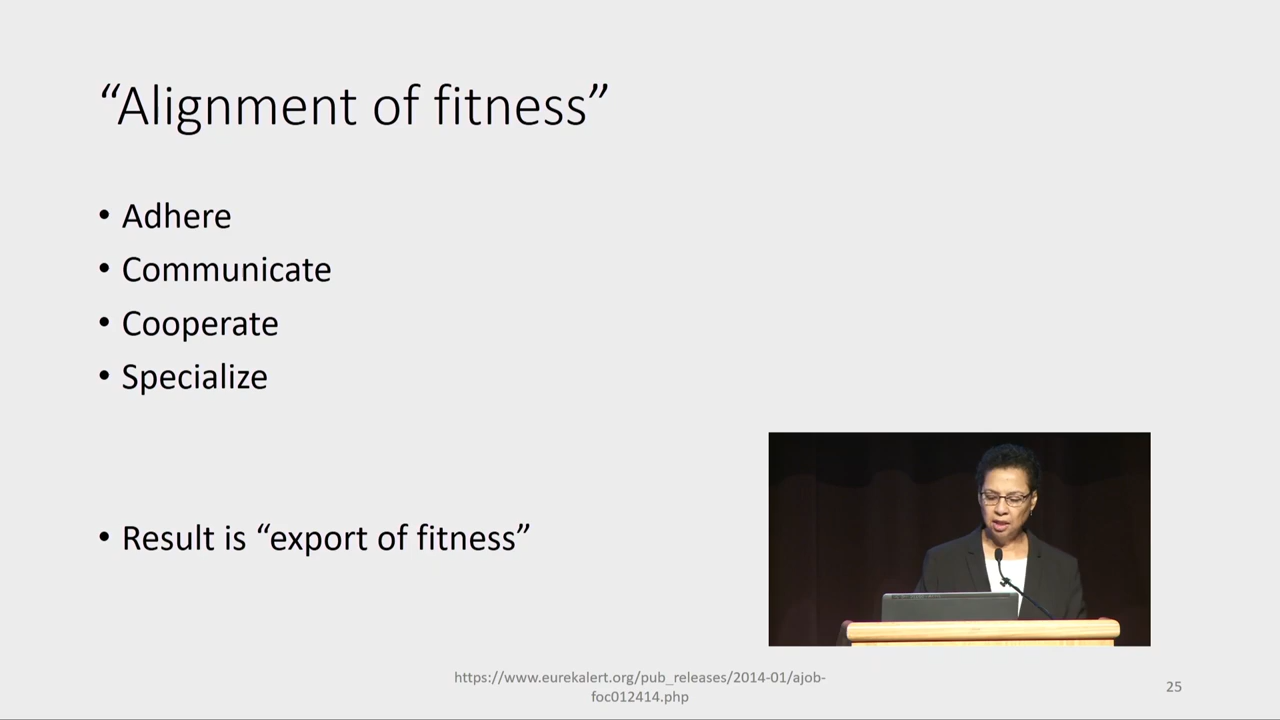 “Alignment of fitness”
• Adhere
• Communicate
• Cooperate
• Specialize
• Result is “export of fitness”
https://www.eurekalert.org/pub_releases/2014-01/ajob-
foc012414.php
25